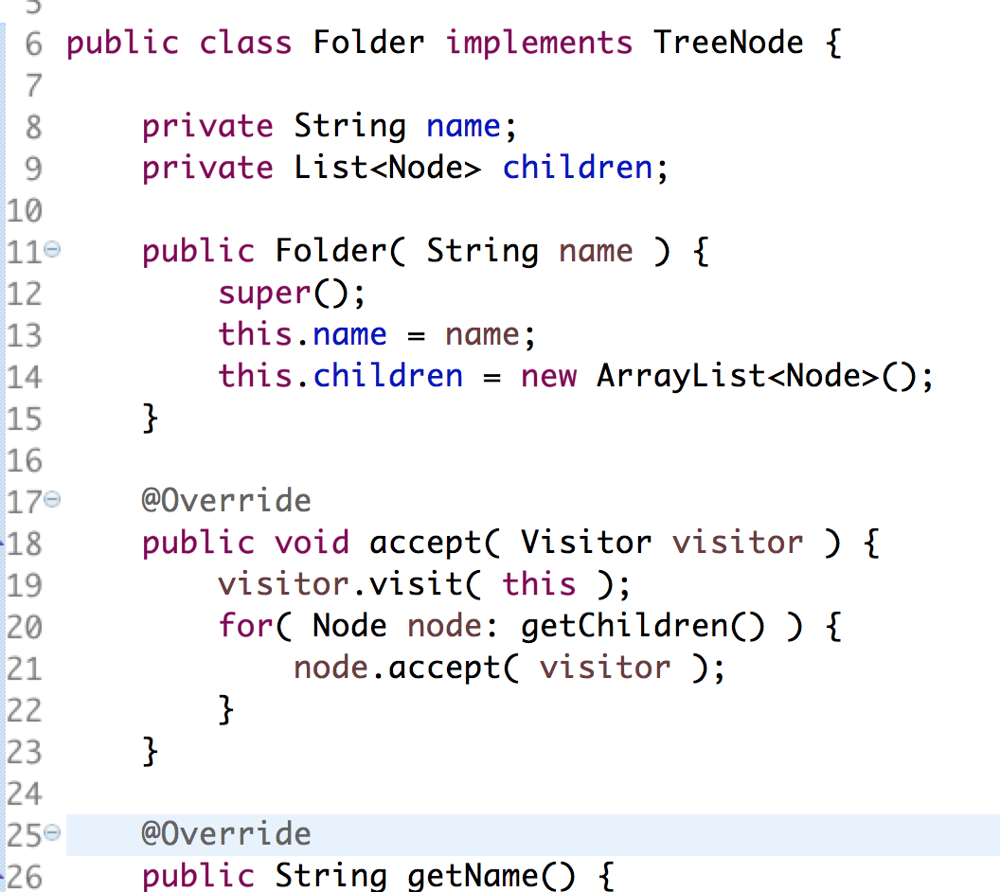 5
6 public class Folder implements TreeNode {
7
8     private String name;
9     private List<Node> children;
10
11     public Folder( String name ) {
12         super();
13         this.name = name;
14         this.children = new ArrayList<Node>();
15     }
16
17     @Override
18     public void accept( Visitor visitor ) {
19         visitor.visit( this );
20         for( Node node: getChildren() ) {
21             node.accept( visitor );
22         }
23     }
24
25     @Override
26     public String getName() {